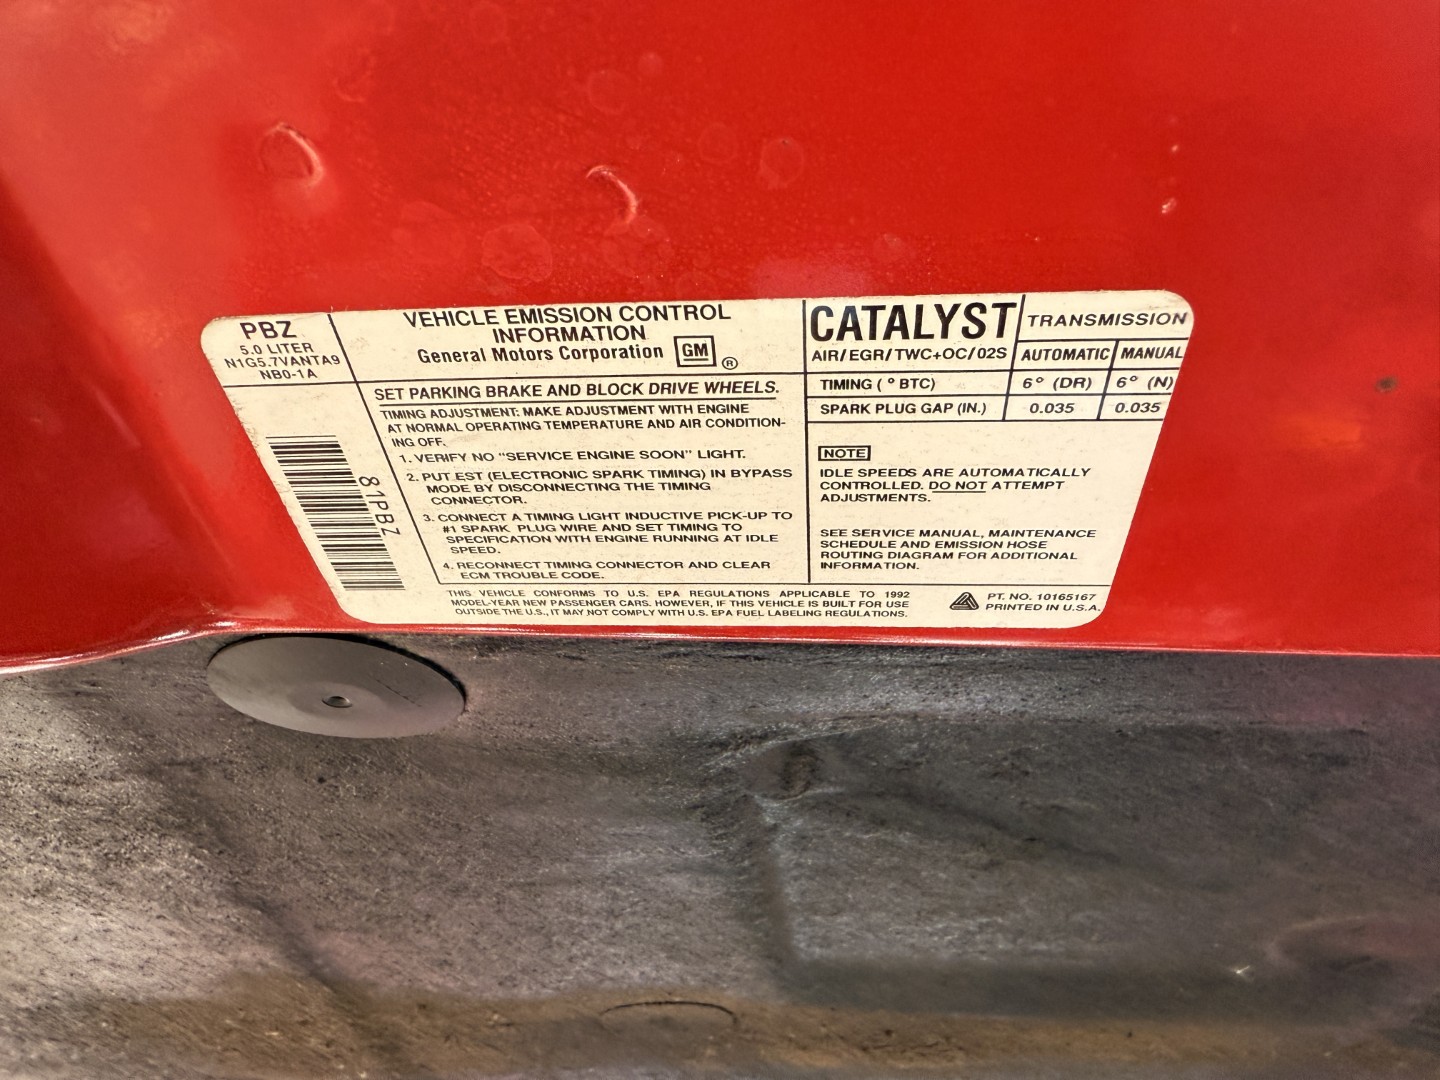 PBZ
5.0 LITER
N1G5.7VANTA9
NB0-1A
VEHICLE EMISSION CONTROL
INFORMATION
General Motors Corporation GM ®
CATALYST
AIR/EGR/TWC+OC/02S
TRANSMISSION
AUTOMATIC MANUAL
TIMING (°BTC) 6° (DR) 6° (N)
SPARK PLUG GAP (IN.) 0.035 0.035
81PBZ
SET PARKING BRAKE AND BLOCK DRIVE WHEELS.
TIMING ADJUSTMENT: MAKE ADJUSTMENT WITH ENGINE
AT NORMAL OPERATING TEMPERATURE AND AIR CONDITION-
ING OFF.
1. VERIFY NO "SERVICE ENGINE SOON" LIGHT.
2. PUT EST (ELECTRONIC SPARK TIMING) IN BYPASS
MODE BY DISCONNECTING THE TIMING
CONNECTOR.
3. CONNECT A TIMING LIGHT INDUCTIVE PICK-UP TO
#1 SPARK PLUG WIRE AND SET TIMING TO
SPECIFICATION WITH ENGINE RUNNING AT IDLE
SPEED.
4. RECONNECT TIMING CONNECTOR AND CLEAR
ECM TROUBLE CODE.
NOTE
IDLE SPEEDS ARE AUTOMATICALLY
CONTROLLED. DO NOT ATTEMPT
ADJUSTMENTS.
SEE SERVICE MANUAL, MAINTENANCE
SCHEDULE AND EMISSION HOSE
ROUTING DIAGRAM FOR ADDITIONAL
INFORMATION.
THIS VEHICLE CONFORMS TO U.S. EPA REGULATIONS APPLICABLE TO 1992
MODEL-YEAR NEW PASSENGER CARS. HOWEVER, IF THIS VEHICLE IS BUILT FOR USE
OUTSIDE THE U.S., IT MAY NOT COMPLY WITH U.S. EPA FUEL LABELING REGULATIONS.
PT. NO. 10165167
PRINTED IN U.S.A.